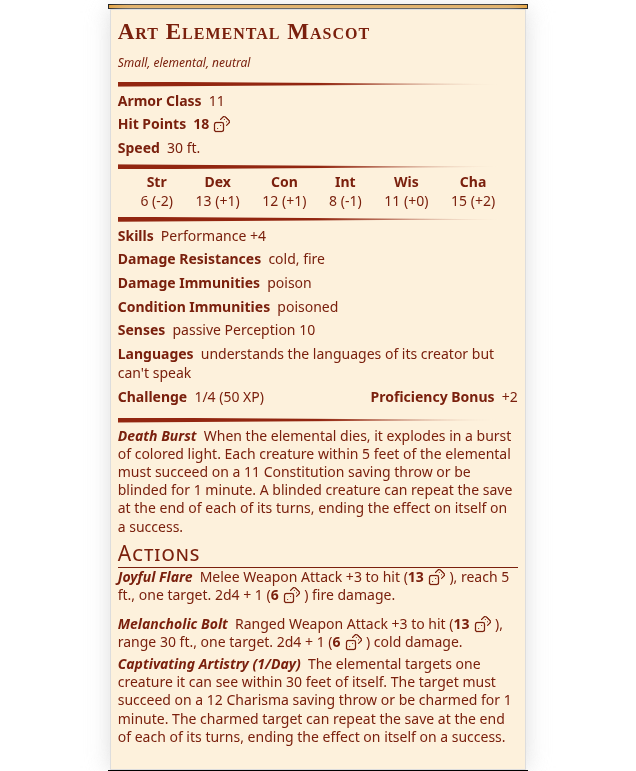 Art Elemental Mascot
Small, elemental, neutral
Armor Class 11
Hit Points 18
Speed 30 ft.
Str Dex Con Int Wis Cha
6 (-2) 13 (+1) 12 (+1) 8 (-1) 11 (+0) 15 (+2)
Skills Performance +4
Damage Resistances cold, fire
Damage Immunities poison
Condition Immunities poisoned
Senses passive Perception 10
Languages understands the languages of its creator but
can't speak
Challenge 1/4 (50 XP) Proficiency Bonus +2
Death Burst When the elemental dies, it explodes in a burst
of colored light. Each creature within 5 feet of the elemental
must succeed on a 11 Constitution saving throw or be
blinded for 1 minute. A blinded creature can repeat the save
at the end of each of its turns, ending the effect on itself on
a success.
Actions
Joyful Flare Melee Weapon Attack +3 to hit (13 ), reach 5
ft., one target. 2d4 + 1 (6 ) fire damage.
Melancholic Bolt Ranged Weapon Attack +3 to hit (13 ),
range 30 ft., one target. 2d4 + 1 (6 ) cold damage.
Captivating Artistry (1/Day) The elemental targets one
creature it can see within 30 feet of itself. The target must
succeed on a 12 Charisma saving throw or be charmed for 1
minute. The charmed target can repeat the save at the end
of each of its turns, ending the effect on itself on a success.